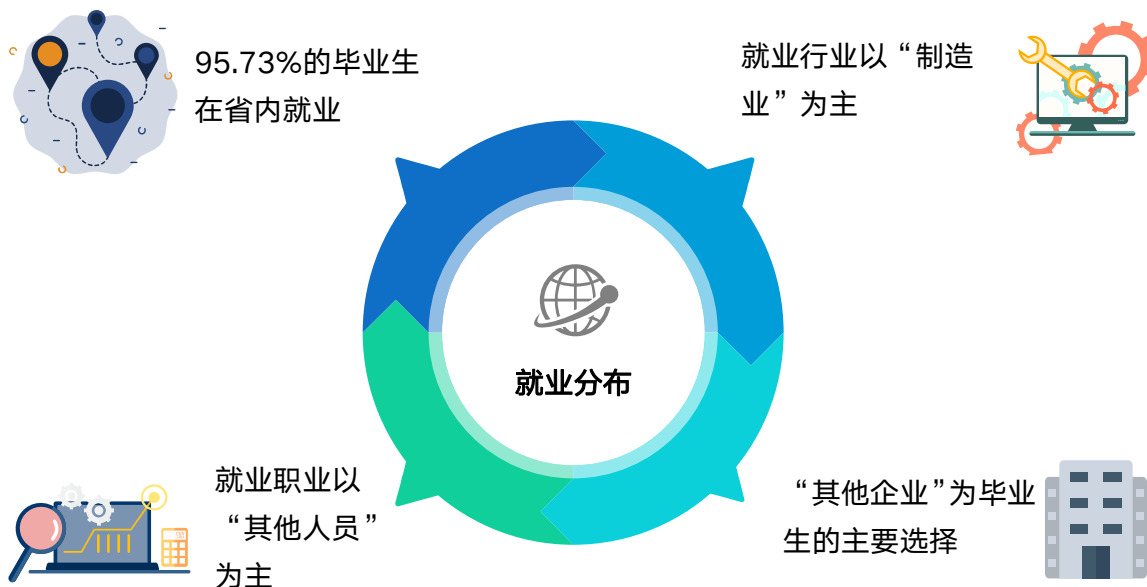 95.73%的毕业生
在省内就业
就业行业以“制造
业”为主
就业分布
就业职业以
“其他人员”
为主
“其他企业”为毕业
生的主要选择